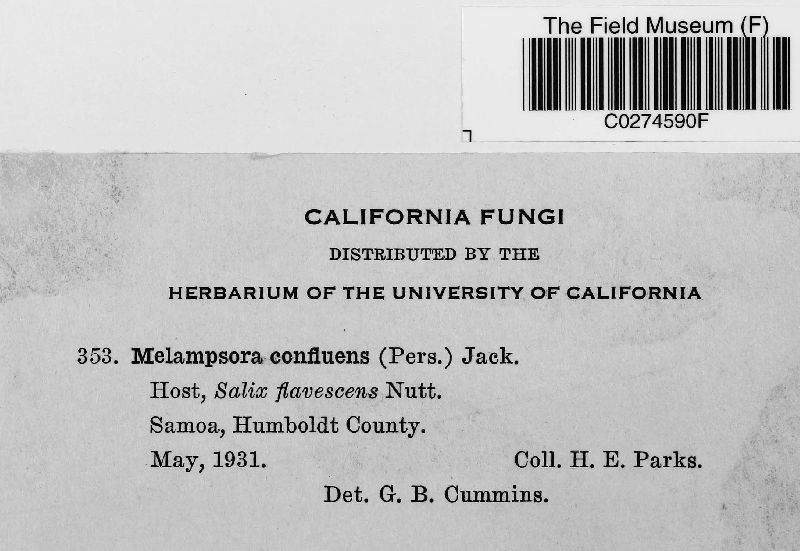 The Field Museum (F)
C0274590F
CALIFORNIA FUNGI
DISTRIBUTED BY THE
HERBARIUM OF THE UNIVERSITY OF CALIFORNIA
353. Melampsora confluens (Pers.) Jack.
Host, Salix flavescens Nutt.
Samoa, Humboldt County.
May, 1931. Coll. H. E. Parks.
Det. G. B. Cummins.